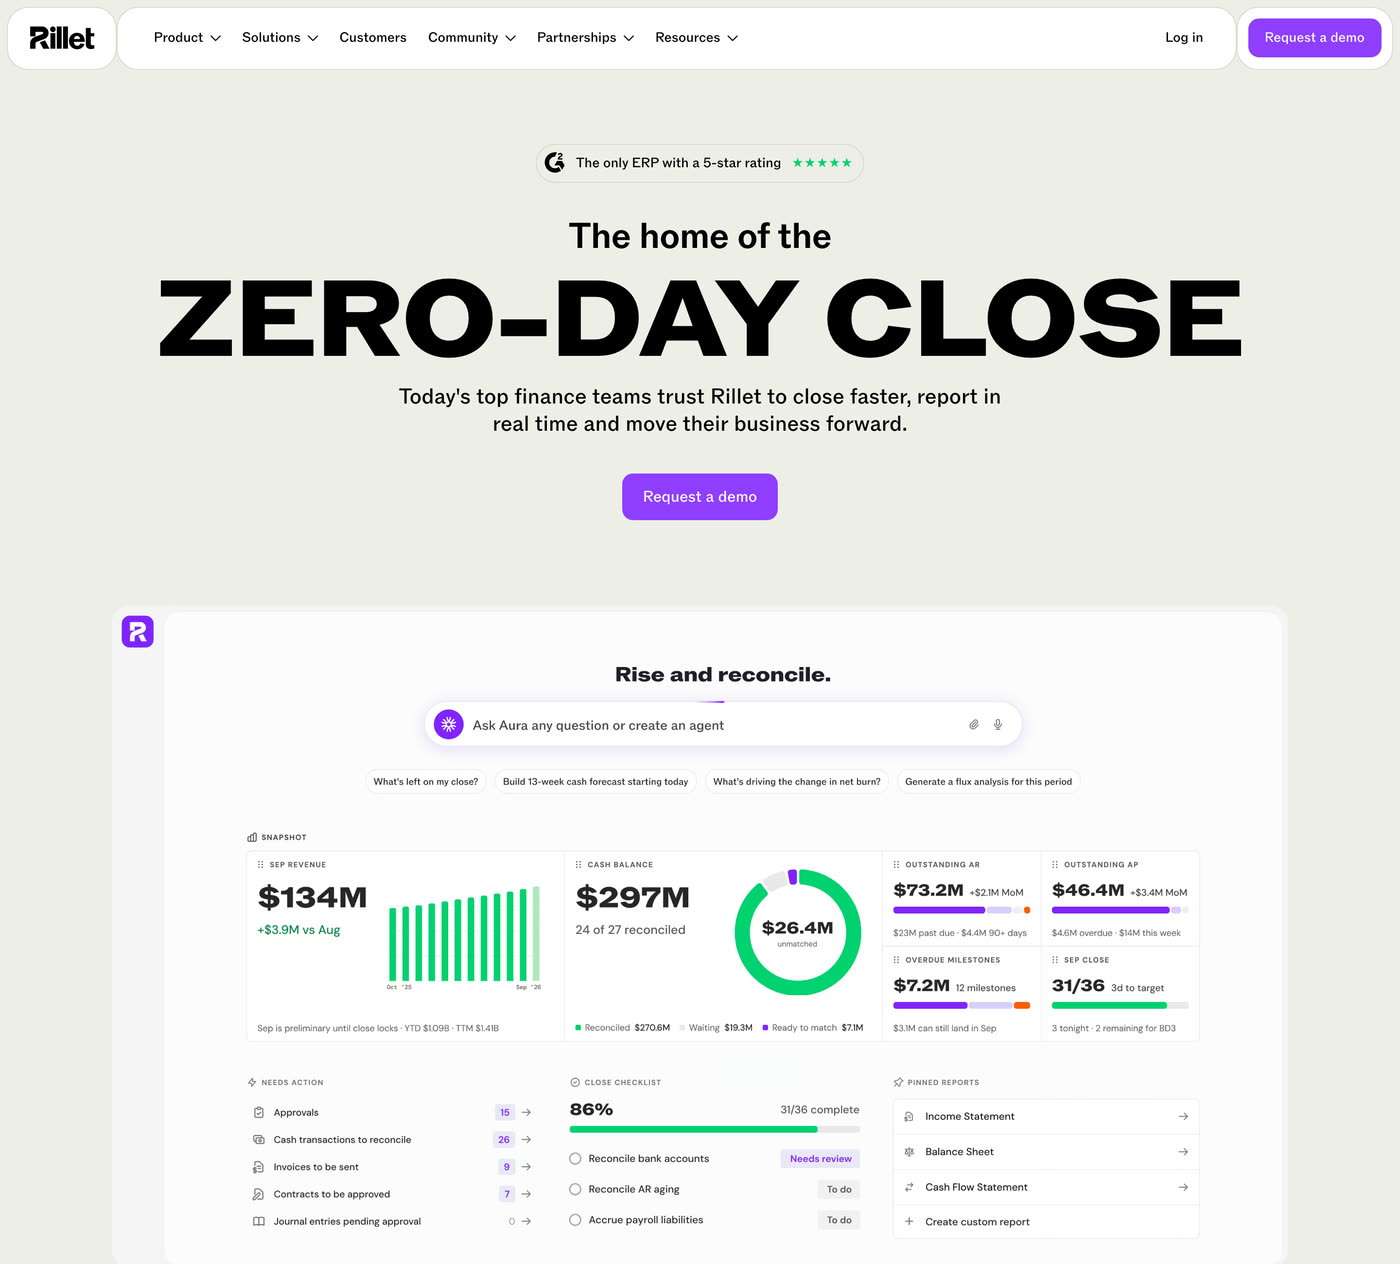 Rillet
Product
Solutions
Customers
Community
Partnerships
Resources
Log in
Request a demo
G2 The only ERP with a 5-star rating ★★★★★
The home of the
ZERO-DAY CLOSE
Today's top finance teams trust Rillet to close faster, report in
real time and move their business forward.
Request a demo
R
Rise and reconcile.
Ask Aura any question or create an agent
What's left on my close?
Build 13-week cash forecast starting today
What's driving the change in net burn?
Generate a flux analysis for this period
SNAPSHOT
SEP REVENUE
$134M
+$3.9M vs Aug
Oct '25
Sep '26
Sep is preliminary until close locks · YTD $1.09B · TTM $1.41B
CASH BALANCE
$297M
24 of 27 reconciled
$26.4M
unmatched
Reconciled $270.6M
Waiting $19.3M
Ready to match $7.1M
OUTSTANDING AR
$73.2M +$2.1M MoM
$23M past due · $4.4M 90+ days
OUTSTANDING AP
$46.4M +$3.4M MoM
$4.6M overdue · $14M this week
OVERDUE MILESTONES
$7.2M 12 milestones
$3.1M can still land in Sep
SEP CLOSE
31/36 3d to target
3 tonight · 2 remaining for BD3
NEEDS ACTION
Approvals 15
Cash transactions to reconcile 26
Invoices to be sent 9
Contracts to be approved 7
Journal entries pending approval 0
CLOSE CHECKLIST
86% 31/36 complete
Reconcile bank accounts Needs review
Reconcile AR aging To do
Accrue payroll liabilities To do
PINNED REPORTS
Income Statement
Balance Sheet
Cash Flow Statement
Create custom report